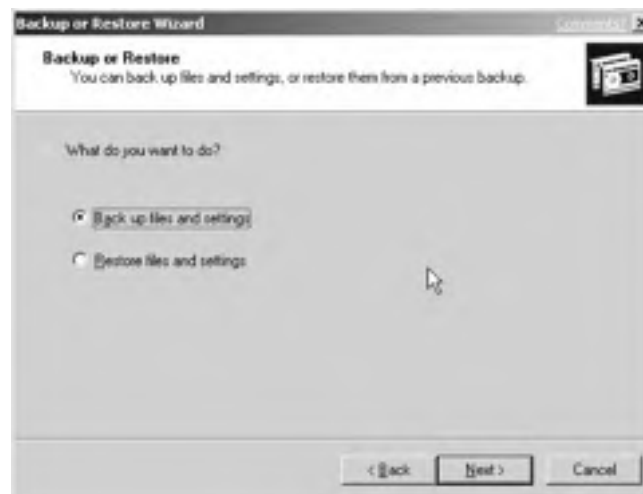 Backup or Restore Wizard Comments?
Backup or Restore
You can back up files and settings, or restore them from a previous backup.
What do you want to do?
Back up files and settings
Restore files and settings
< Back Next > Cancel